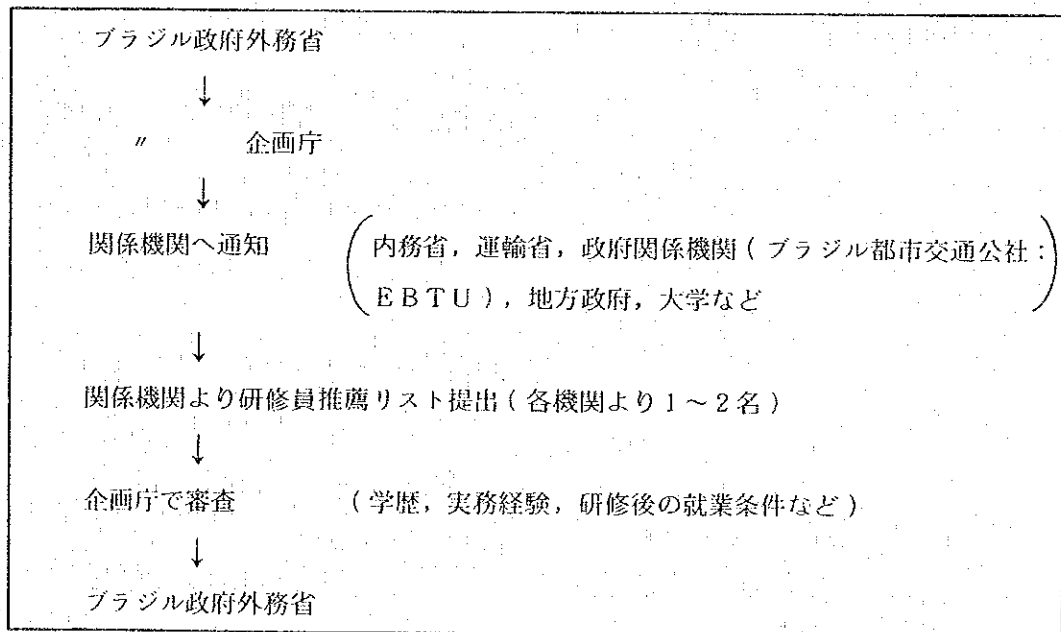 ブラジル政府外務省
↓
〃 企画庁
↓
関係機関へ通知 (内務省,運輸省,政府関係機関(ブラジル都市交通公社:
EBTU),地方政府,大学など)
↓
関係機関より研修員推薦リスト提出(各機関より1~2名)
↓
企画庁で審査 (学歴,実務経験,研修後の就業条件など)
↓
ブラジル政府外務省